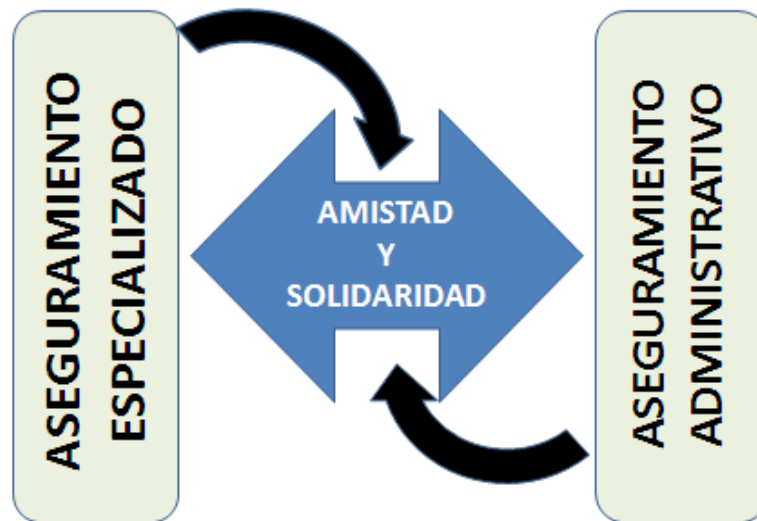 ASEGURAMIENTO
ESPECIALIZADO
AMISTAD
Y
SOLIDARIDAD
ASEGURAMIENTO
ADMINISTRATIVO